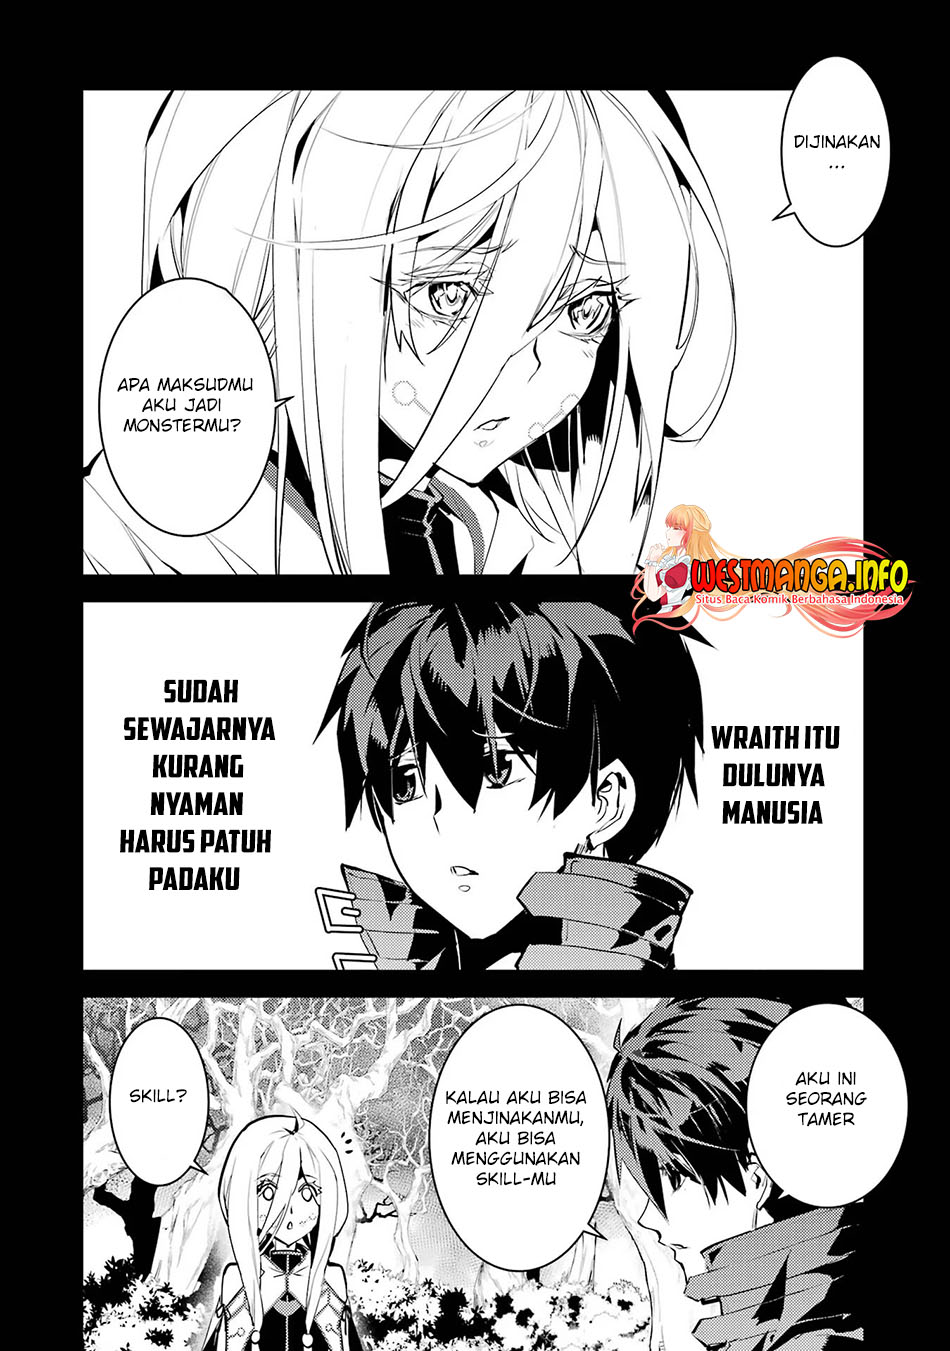 DIJINAKAN
...
APA MAKSUDMU
AKU JADI
MONSTERMU?
WESTMANGA.INFO
Situs Baca Komik Berbahasa Indonesia
WRAITH ITU
DULUNYA
MANUSIA
SUDAH
SEWAJARNYA
KURANG
NYAMAN
HARUS PATUH
PADAKU
AKU INI
SEORANG
TAMER
KALAU AKU BISA
MENJINAKANMU,
AKU BISA
MENGGUNAKAN
SKILL-MU
SKILL?